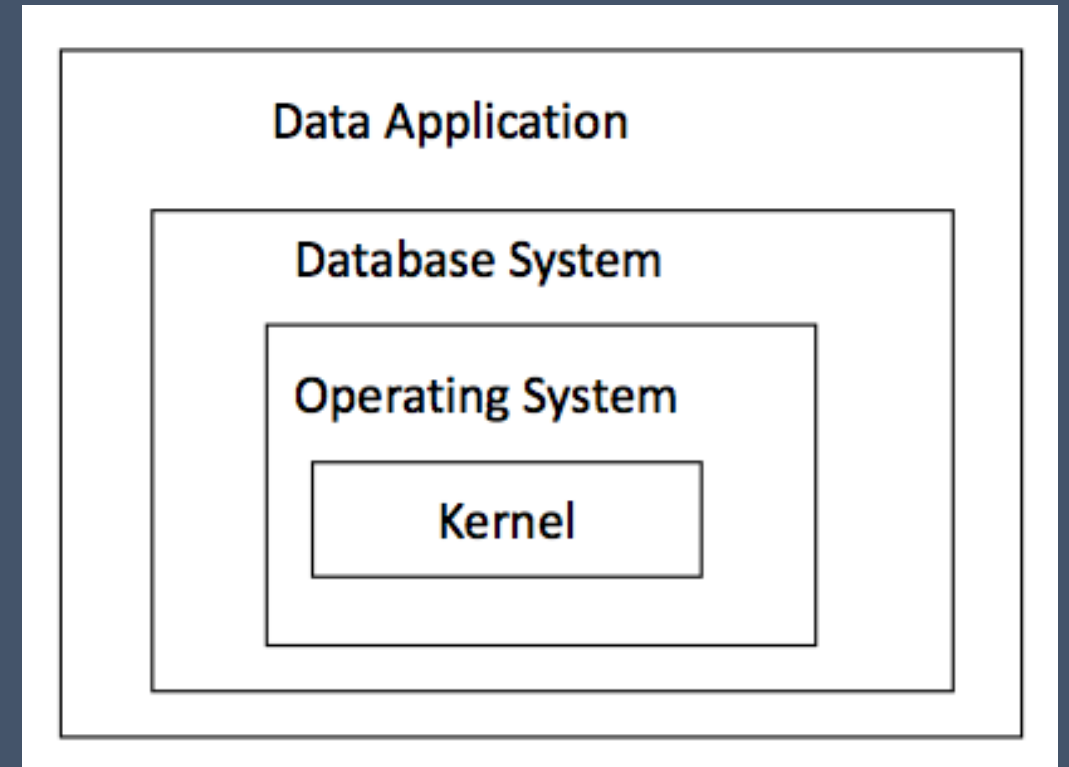 Data Application
Database System
Operating System
Kernel